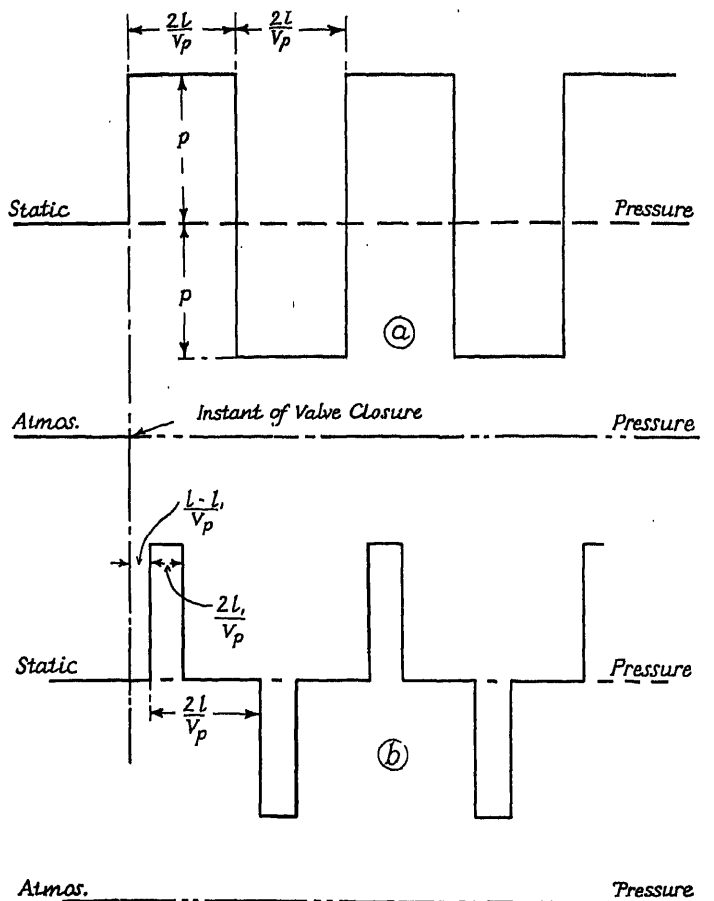 2l/Vp 2l/Vp
p
Static Pressure
p
a
Instant of Valve Closure
Atmos. Pressure
l-l₁/Vp
2l₁/Vp
Static Pressure
2l/Vp
b
Atmos. Pressure